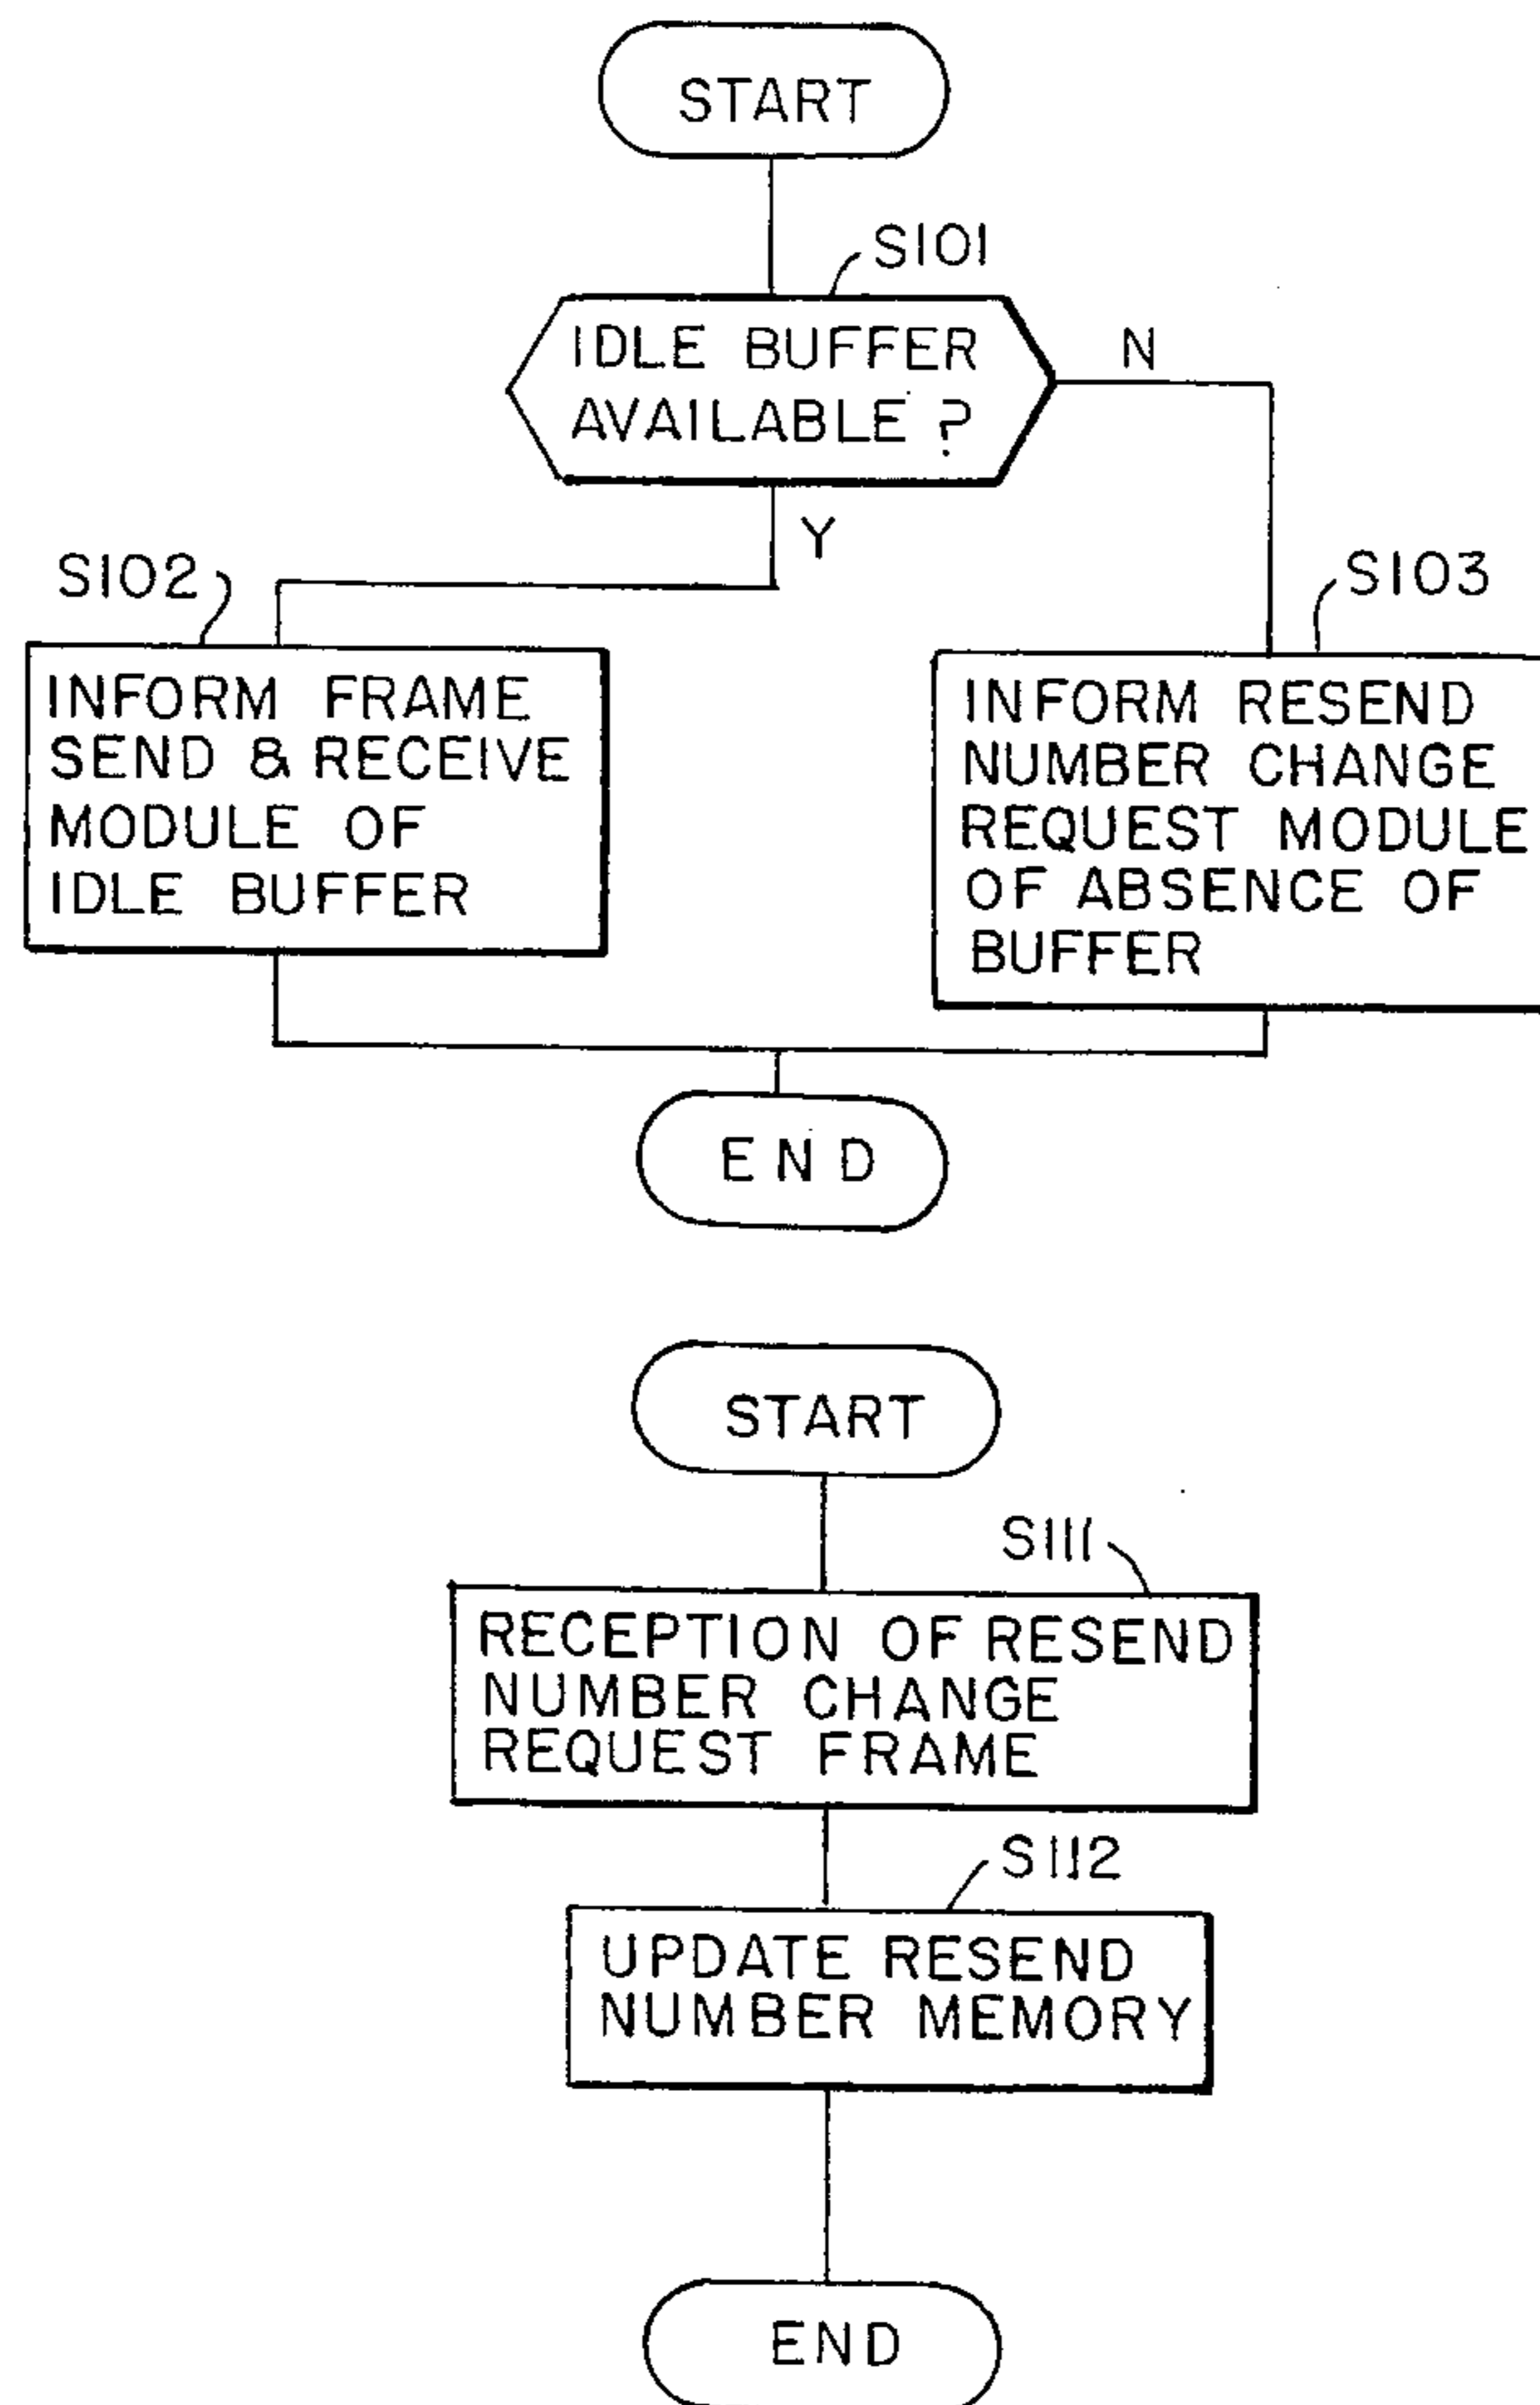 START
S101
IDLE BUFFER
AVAILABLE ?
N
Y
S102
INFORM FRAME
SEND & RECEIVE
MODULE OF
IDLE BUFFER
S103
INFORM RESEND
NUMBER CHANGE
REQUEST MODULE
OF ABSENCE OF
BUFFER
END
START
S111
RECEPTION OF RESEND
NUMBER CHANGE
REQUEST FRAME
S112
UPDATE RESEND
NUMBER MEMORY
END